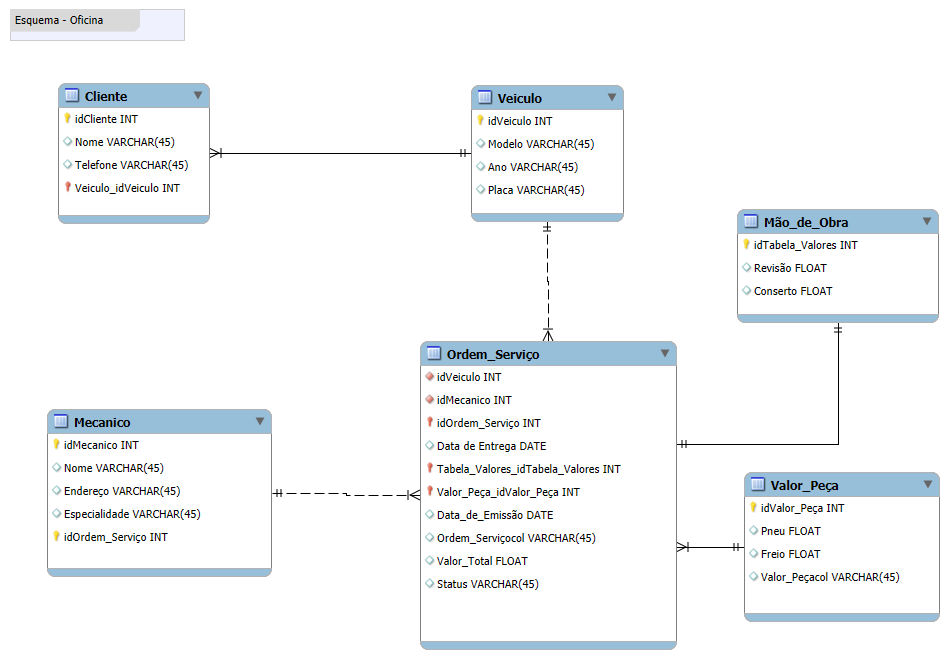 Esquema - Oficina
Cliente
idCliente INT
Nome VARCHAR(45)
Telefone VARCHAR(45)
Veiculo_idVeiculo INT
Veiculo
idVeiculo INT
Modelo VARCHAR(45)
Ano VARCHAR(45)
Placa VARCHAR(45)
Mão_de_Obra
idTabela_Valores INT
Revisão FLOAT
Conserto FLOAT
Ordem_Serviço
idVeiculo INT
idMecanico INT
idOrdem_Serviço INT
Data de Entrega DATE
Tabela_Valores_idTabela_Valores INT
Valor_Peça_idValor_Peça INT
Data_de_Emissão DATE
Ordem_Serviçocol VARCHAR(45)
Valor_Total FLOAT
Status VARCHAR(45)
Mecanico
idMecanico INT
Nome VARCHAR(45)
Endereço VARCHAR(45)
Especialidade VARCHAR(45)
idOrdem_Serviço INT
Valor_Peça
idValor_Peça INT
Pneu FLOAT
Freio FLOAT
Valor_Peçacol VARCHAR(45)